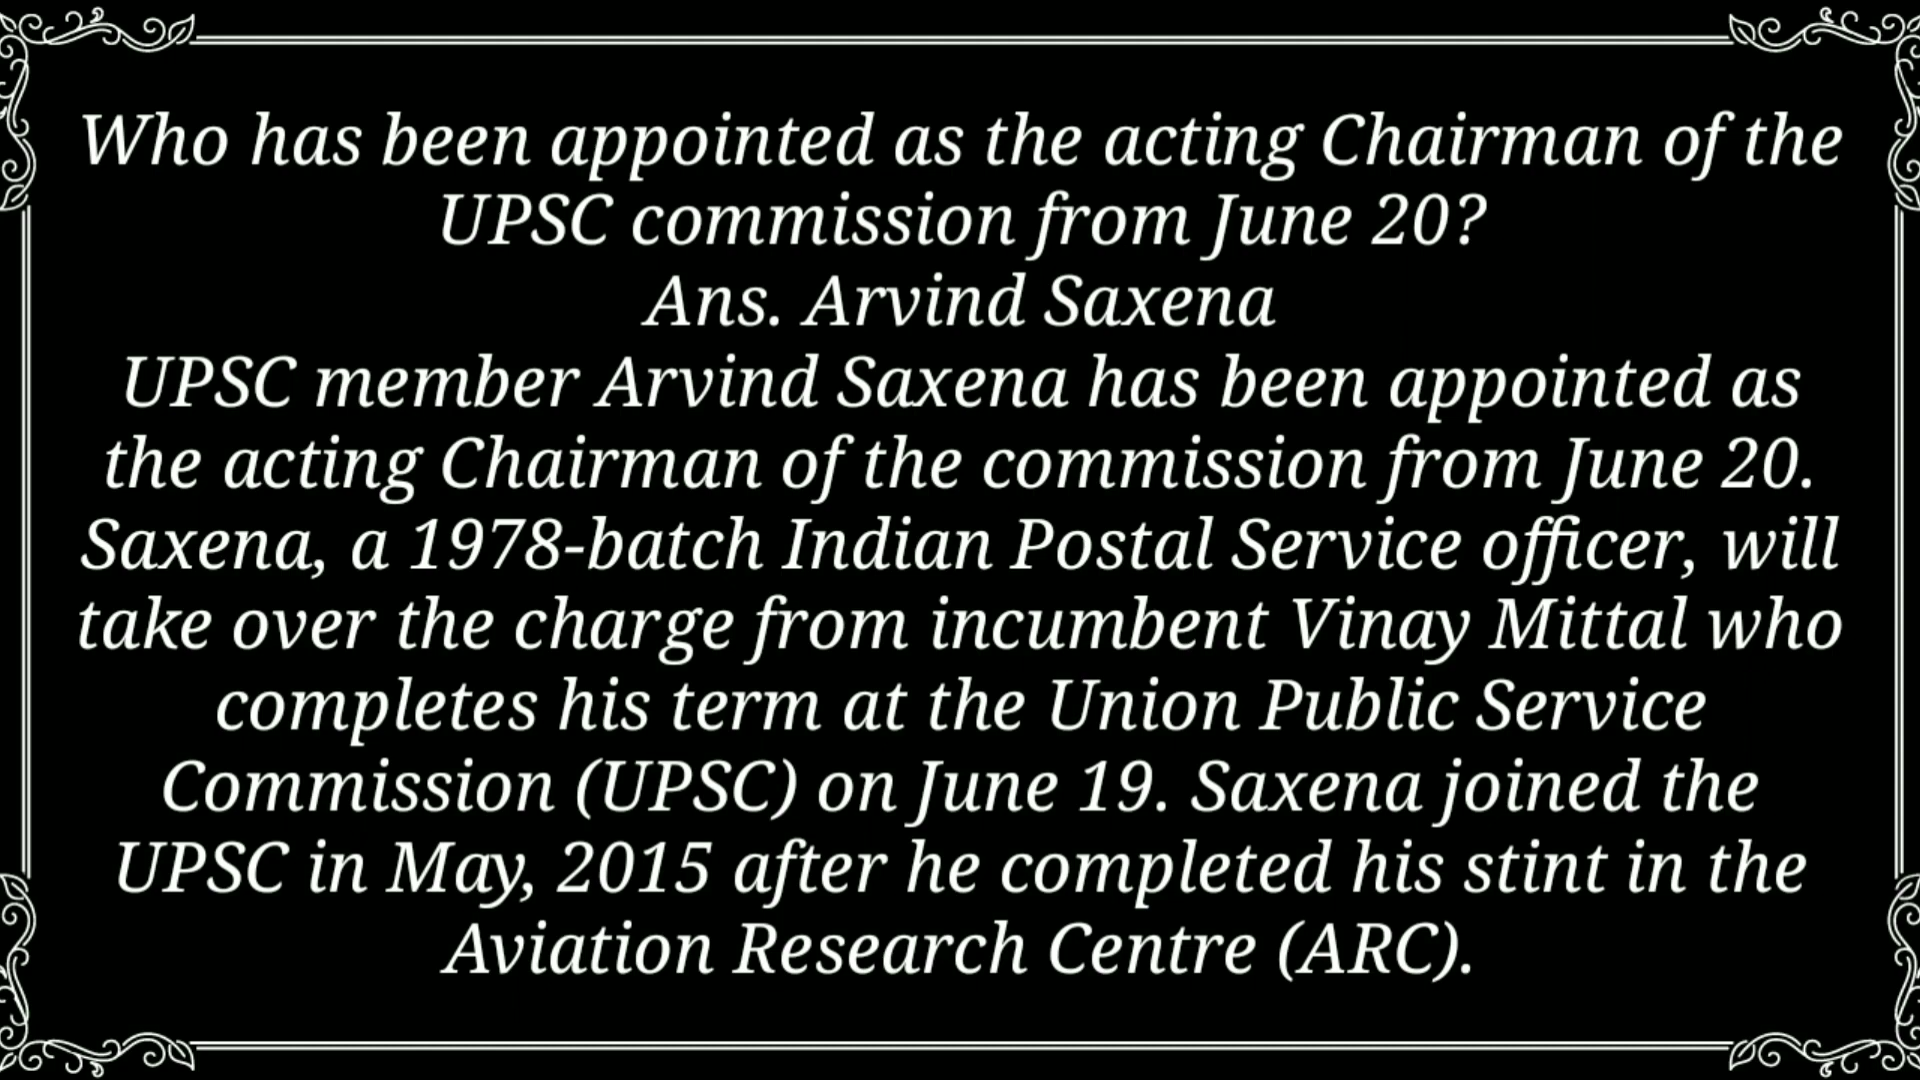 Who has been appointed as the acting Chairman of the
UPSC commission from June 20?
Ans. Arvind Saxena
UPSC member Arvind Saxena has been appointed as
the acting Chairman of the commission from June 20.
Saxena, a 1978-batch Indian Postal Service officer, will
take over the charge from incumbent Vinay Mittal who
completes his term at the Union Public Service
Commission (UPSC) on June 19. Saxena joined the
UPSC in May, 2015 after he completed his stint in the
Aviation Research Centre (ARC).